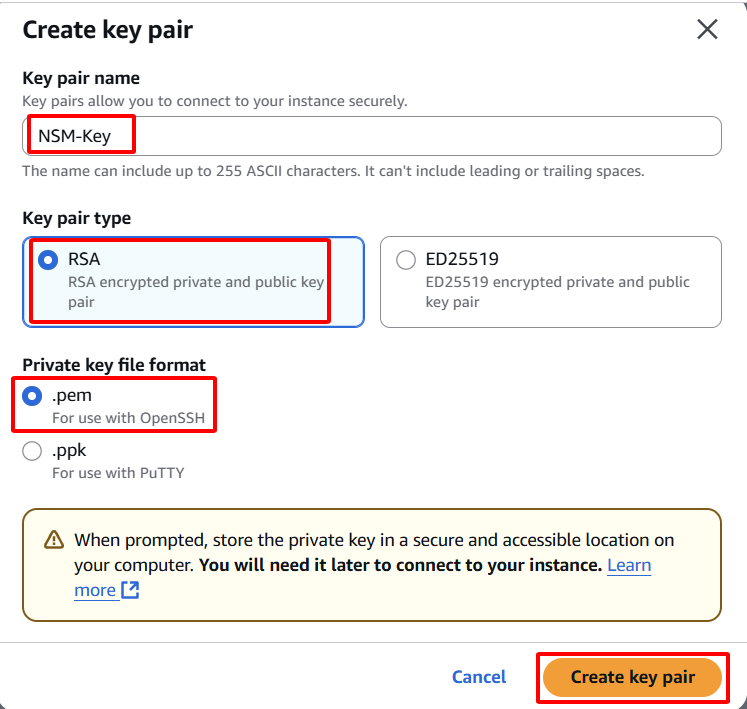 Create key pair
Key pair name
Key pairs allow you to connect to your instance securely.
NSM-Key
The name can include up to 255 ASCII characters. It can't include leading or trailing spaces.
Key pair type
RSA
RSA encrypted private and public key
pair
ED25519
ED25519 encrypted private and public
key pair
Private key file format
.pem
For use with OpenSSH
.ppk
For use with PuTTY
When prompted, store the private key in a secure and accessible location on
your computer. You will need it later to connect to your instance. Learn
more
Cancel
Create key pair